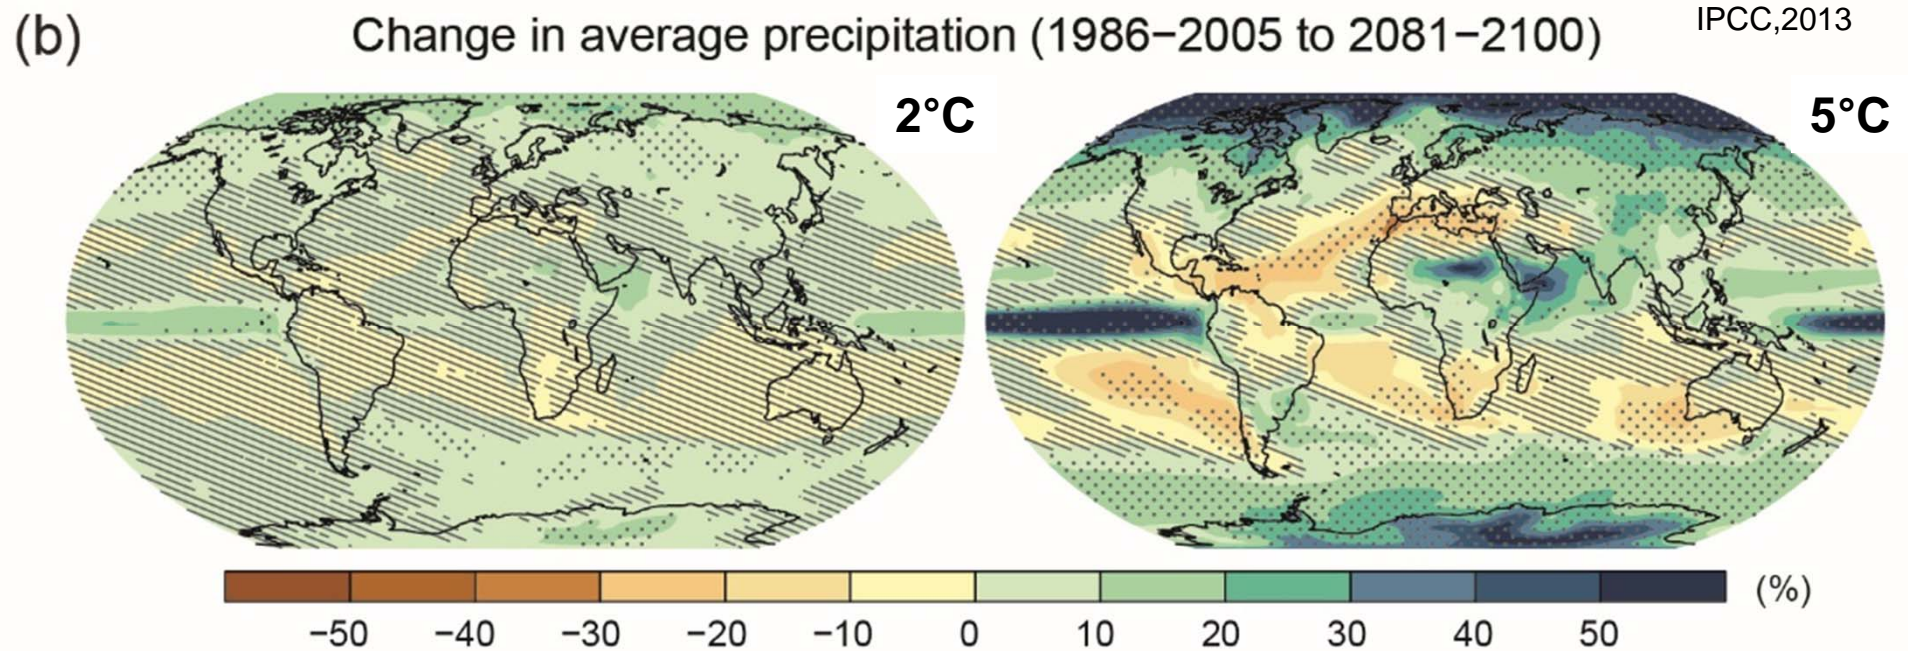 (b) Change in average precipitation (1986−2005 to 2081−2100) IPCC,2013
2°C 5°C
(%)
−50 −40 −30 −20 −10 0 10 20 30 40 50